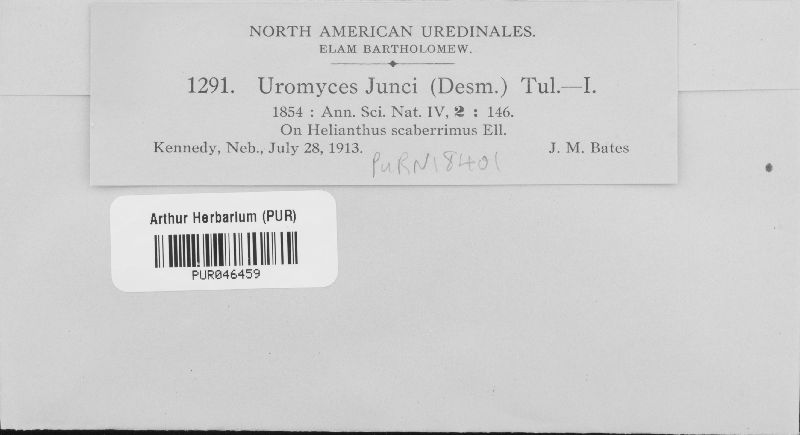 NORTH AMERICAN UREDINALES.
ELAM BARTHOLOMEW.
1291. Uromyces Junci (Desm.) Tul.—I.
1854 : Ann. Sci. Nat. IV, 2 : 146.
On Helianthus scaberrimus Ell.
Kennedy, Neb., July 28, 1913. J. M. Bates
PURN18401
Arthur Herbarium (PUR)
PUR046459